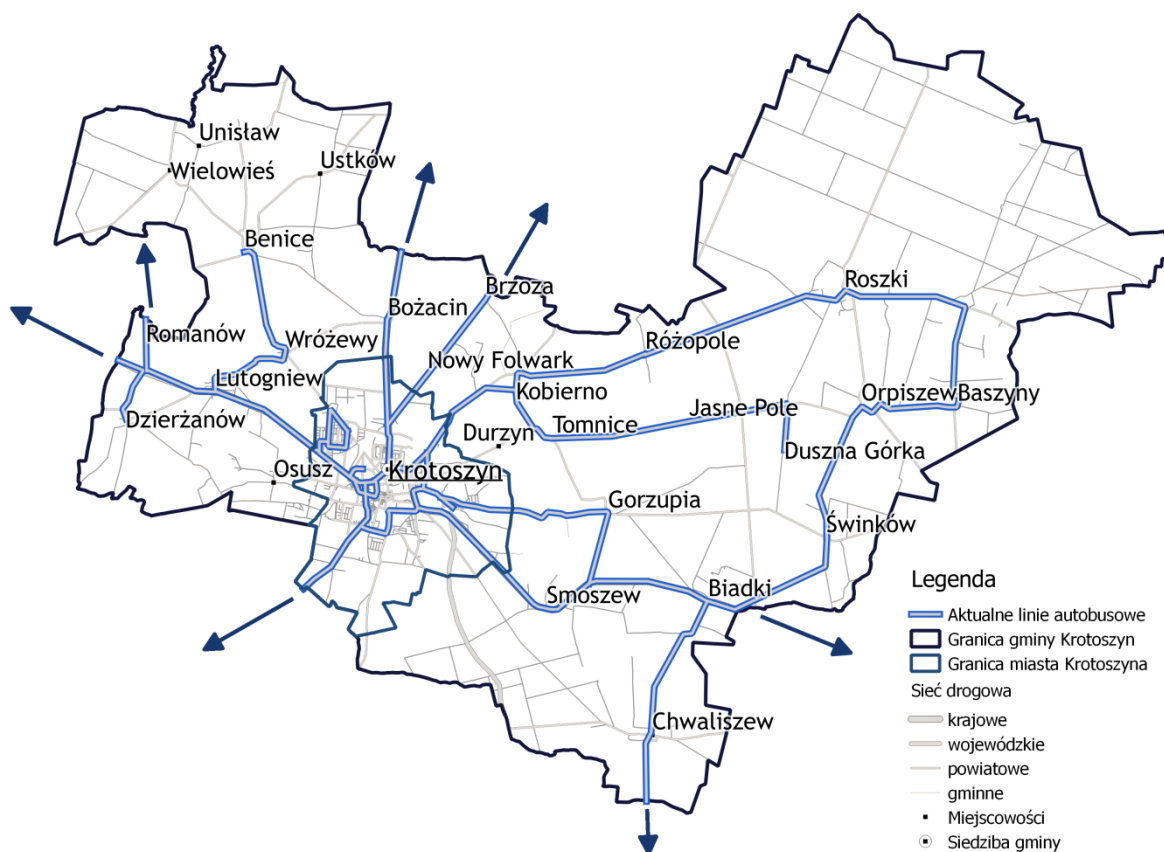 Unisław
Wielowieś
Ustków
Benice
Bożacin
Brzoza
Roszki
Romanów
Wróżewy
Nowy Folwark
Różopole
Lutogniew
Kobierno
Orpiszew
Baszyny
Dzierżanów
Tomnice
Jasne Pole
Durzyn
Duszna Górka
Osusz
Krotoszyn
Gorzupia
Świnków
Smoszew
Biadki
Chwaliszew
Legenda
Aktualne linie autobusowe
Granica gminy Krotoszyn
Granica miasta Krotoszyna
Sieć drogowa
krajowe
wojewódzkie
powiatowe
gminne
Miejscowości
Siedziba gminy